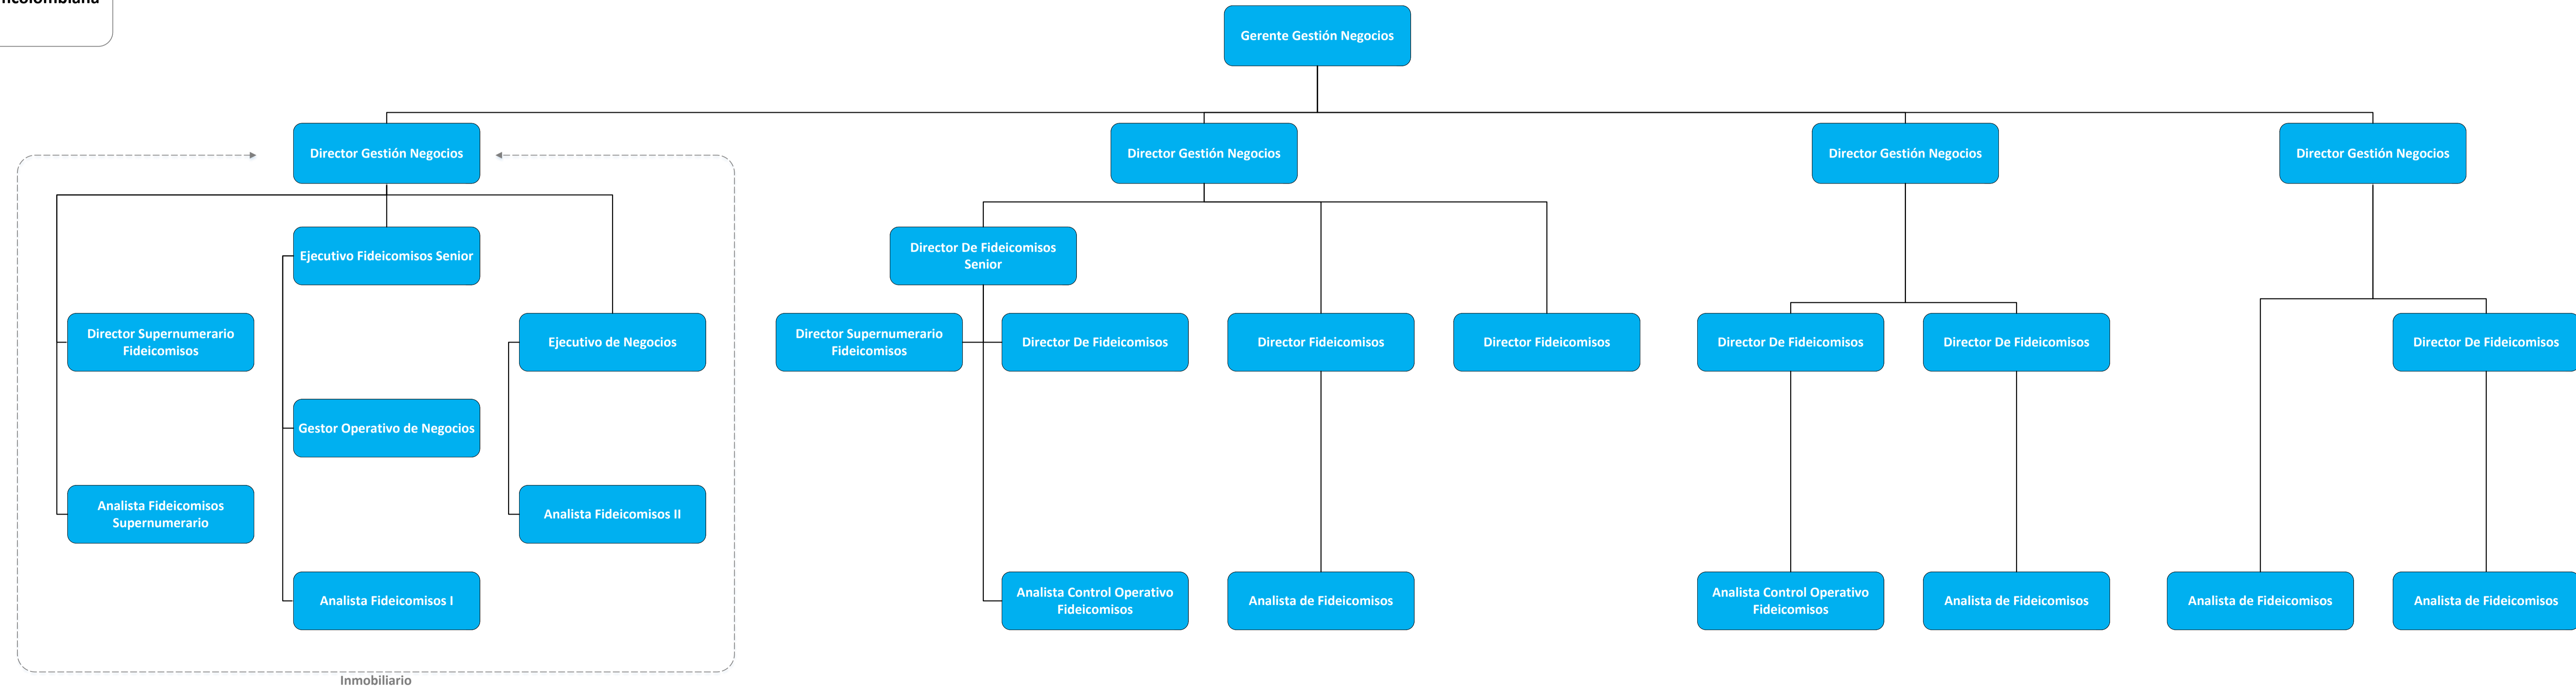 Gerente Gestión Negocios
Director Gestión Negocios
Director Gestión Negocios
Director Gestión Negocios
Director Gestión Negocios
Ejecutivo Fideicomisos Senior
Director De Fideicomisos
Senior
Director Supernumerario
Fideicomisos
Ejecutivo de Negocios
Director Supernumerario
Fideicomisos
Director De Fideicomisos
Director Fideicomisos
Director Fideicomisos
Director De Fideicomisos
Director De Fideicomisos
Director De Fideicomisos
Gestor Operativo de Negocios
Analista Fideicomisos
Supernumerario
Analista Fideicomisos II
Analista Fideicomisos I
Analista Control Operativo
Fideicomisos
Analista de Fideicomisos
Analista Control Operativo
Fideicomisos
Analista de Fideicomisos
Analista de Fideicomisos
Analista de Fideicomisos
Inmobiliario